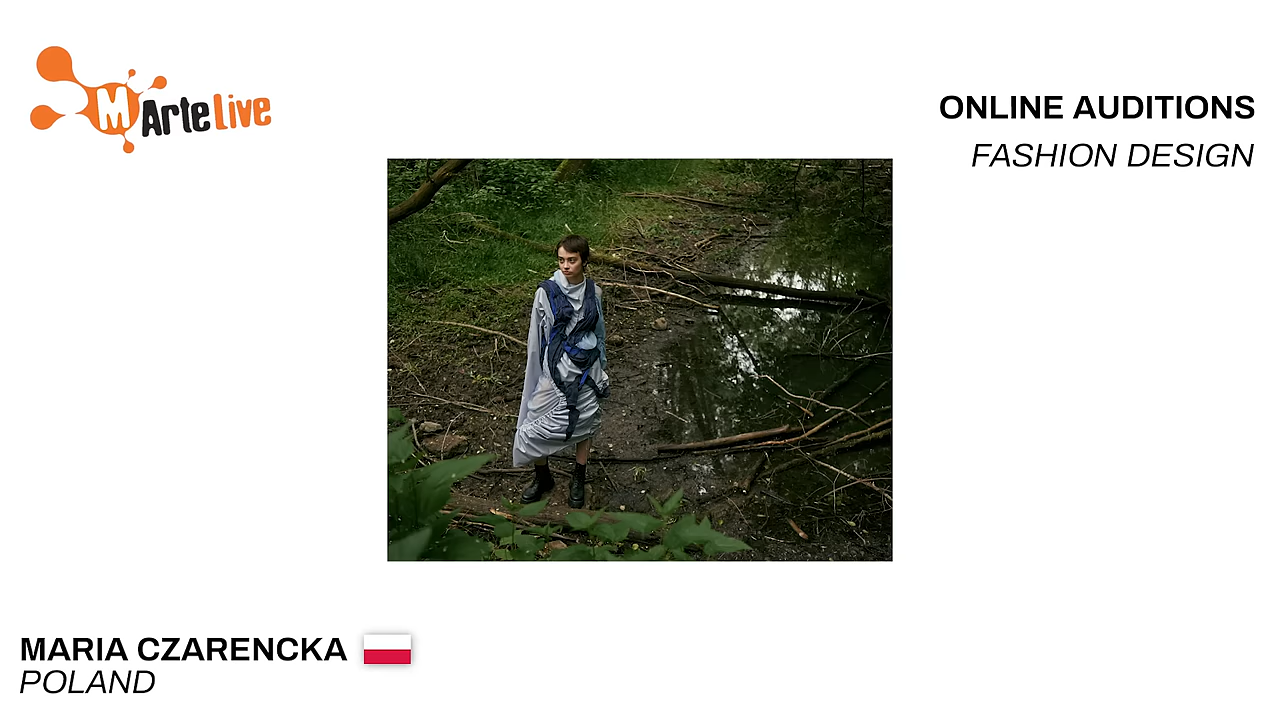 MArteLive
ONLINE AUDITIONS
FASHION DESIGN
MARIA CZARENCKA
POLAND